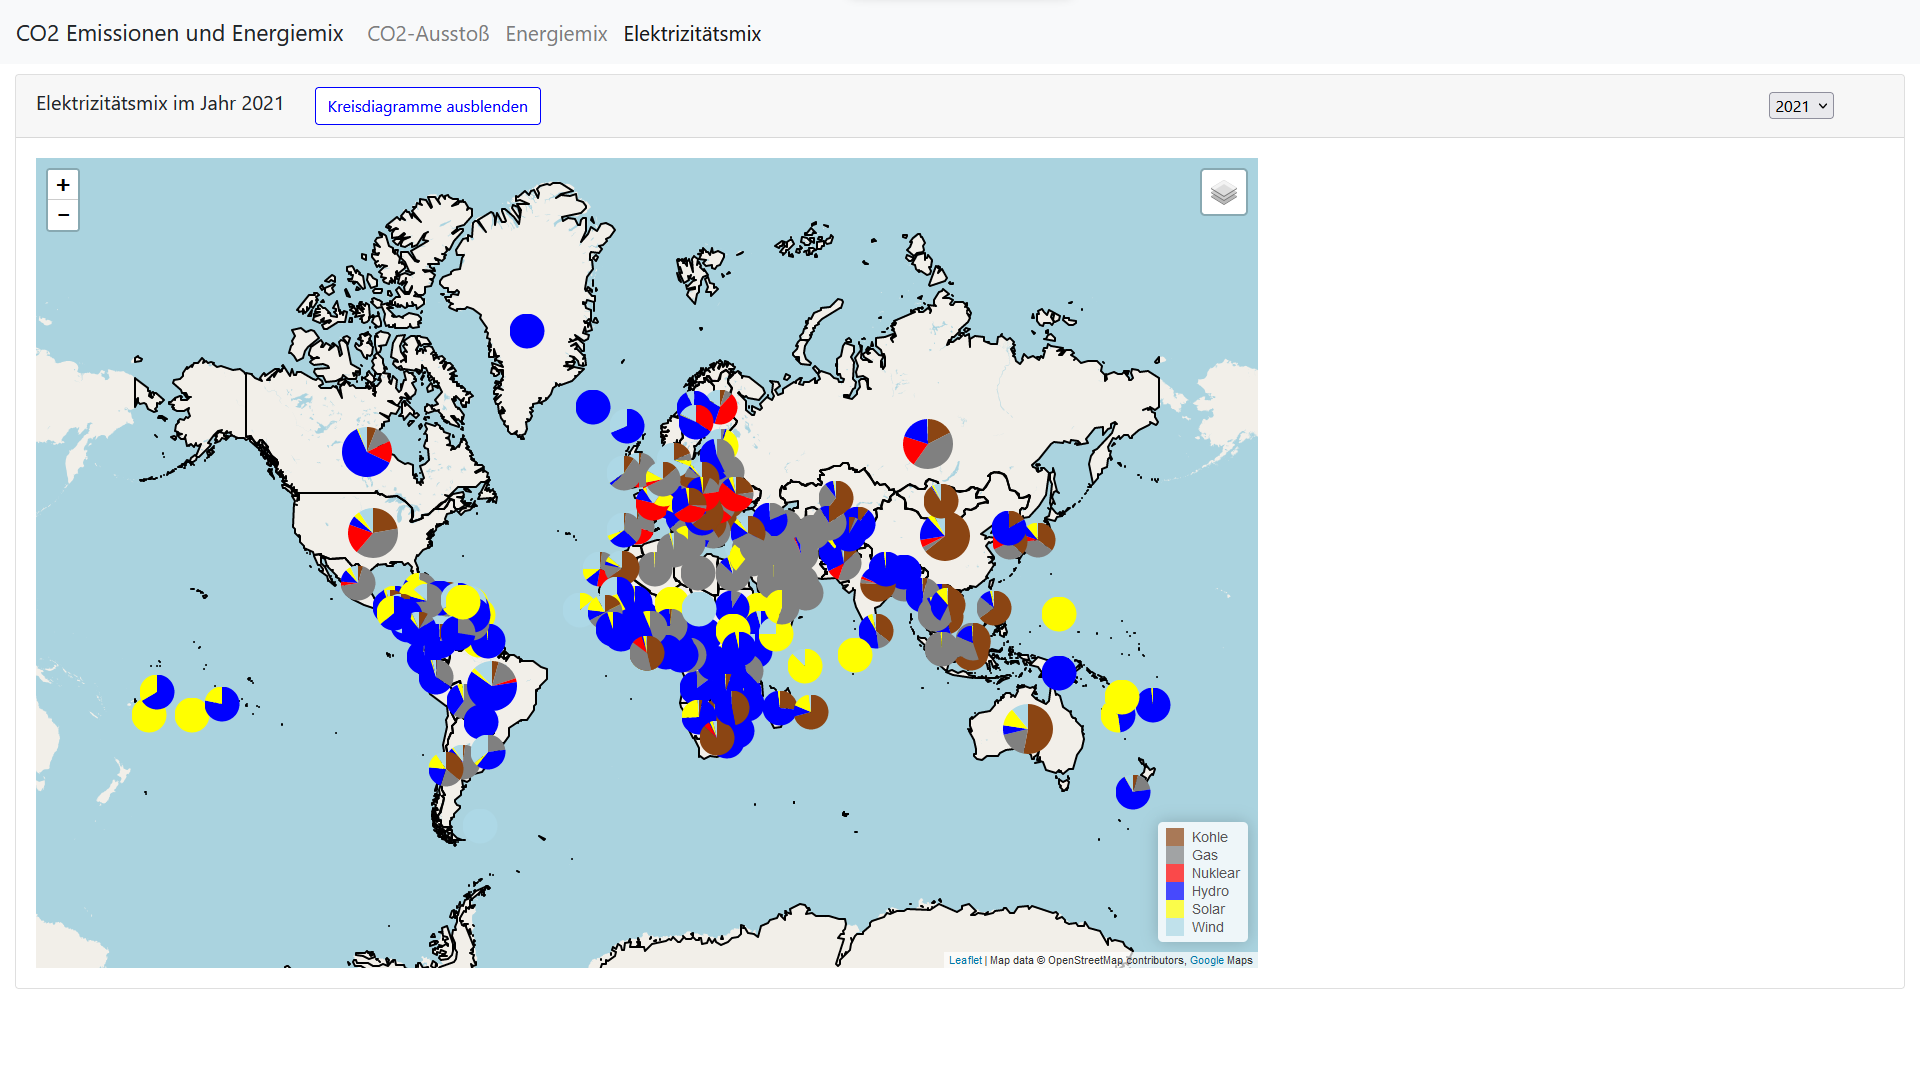 CO2 Emissionen und Energiemix CO2-Ausstoß Energiemix Elektrizitätsmix
Elektrizitätsmix im Jahr 2021 Kreisdiagramme ausblenden 2021
+
−
Kohle
Gas
Nuklear
Hydro
Solar
Wind
Leaflet | Map data © OpenStreetMap contributors, Google Maps